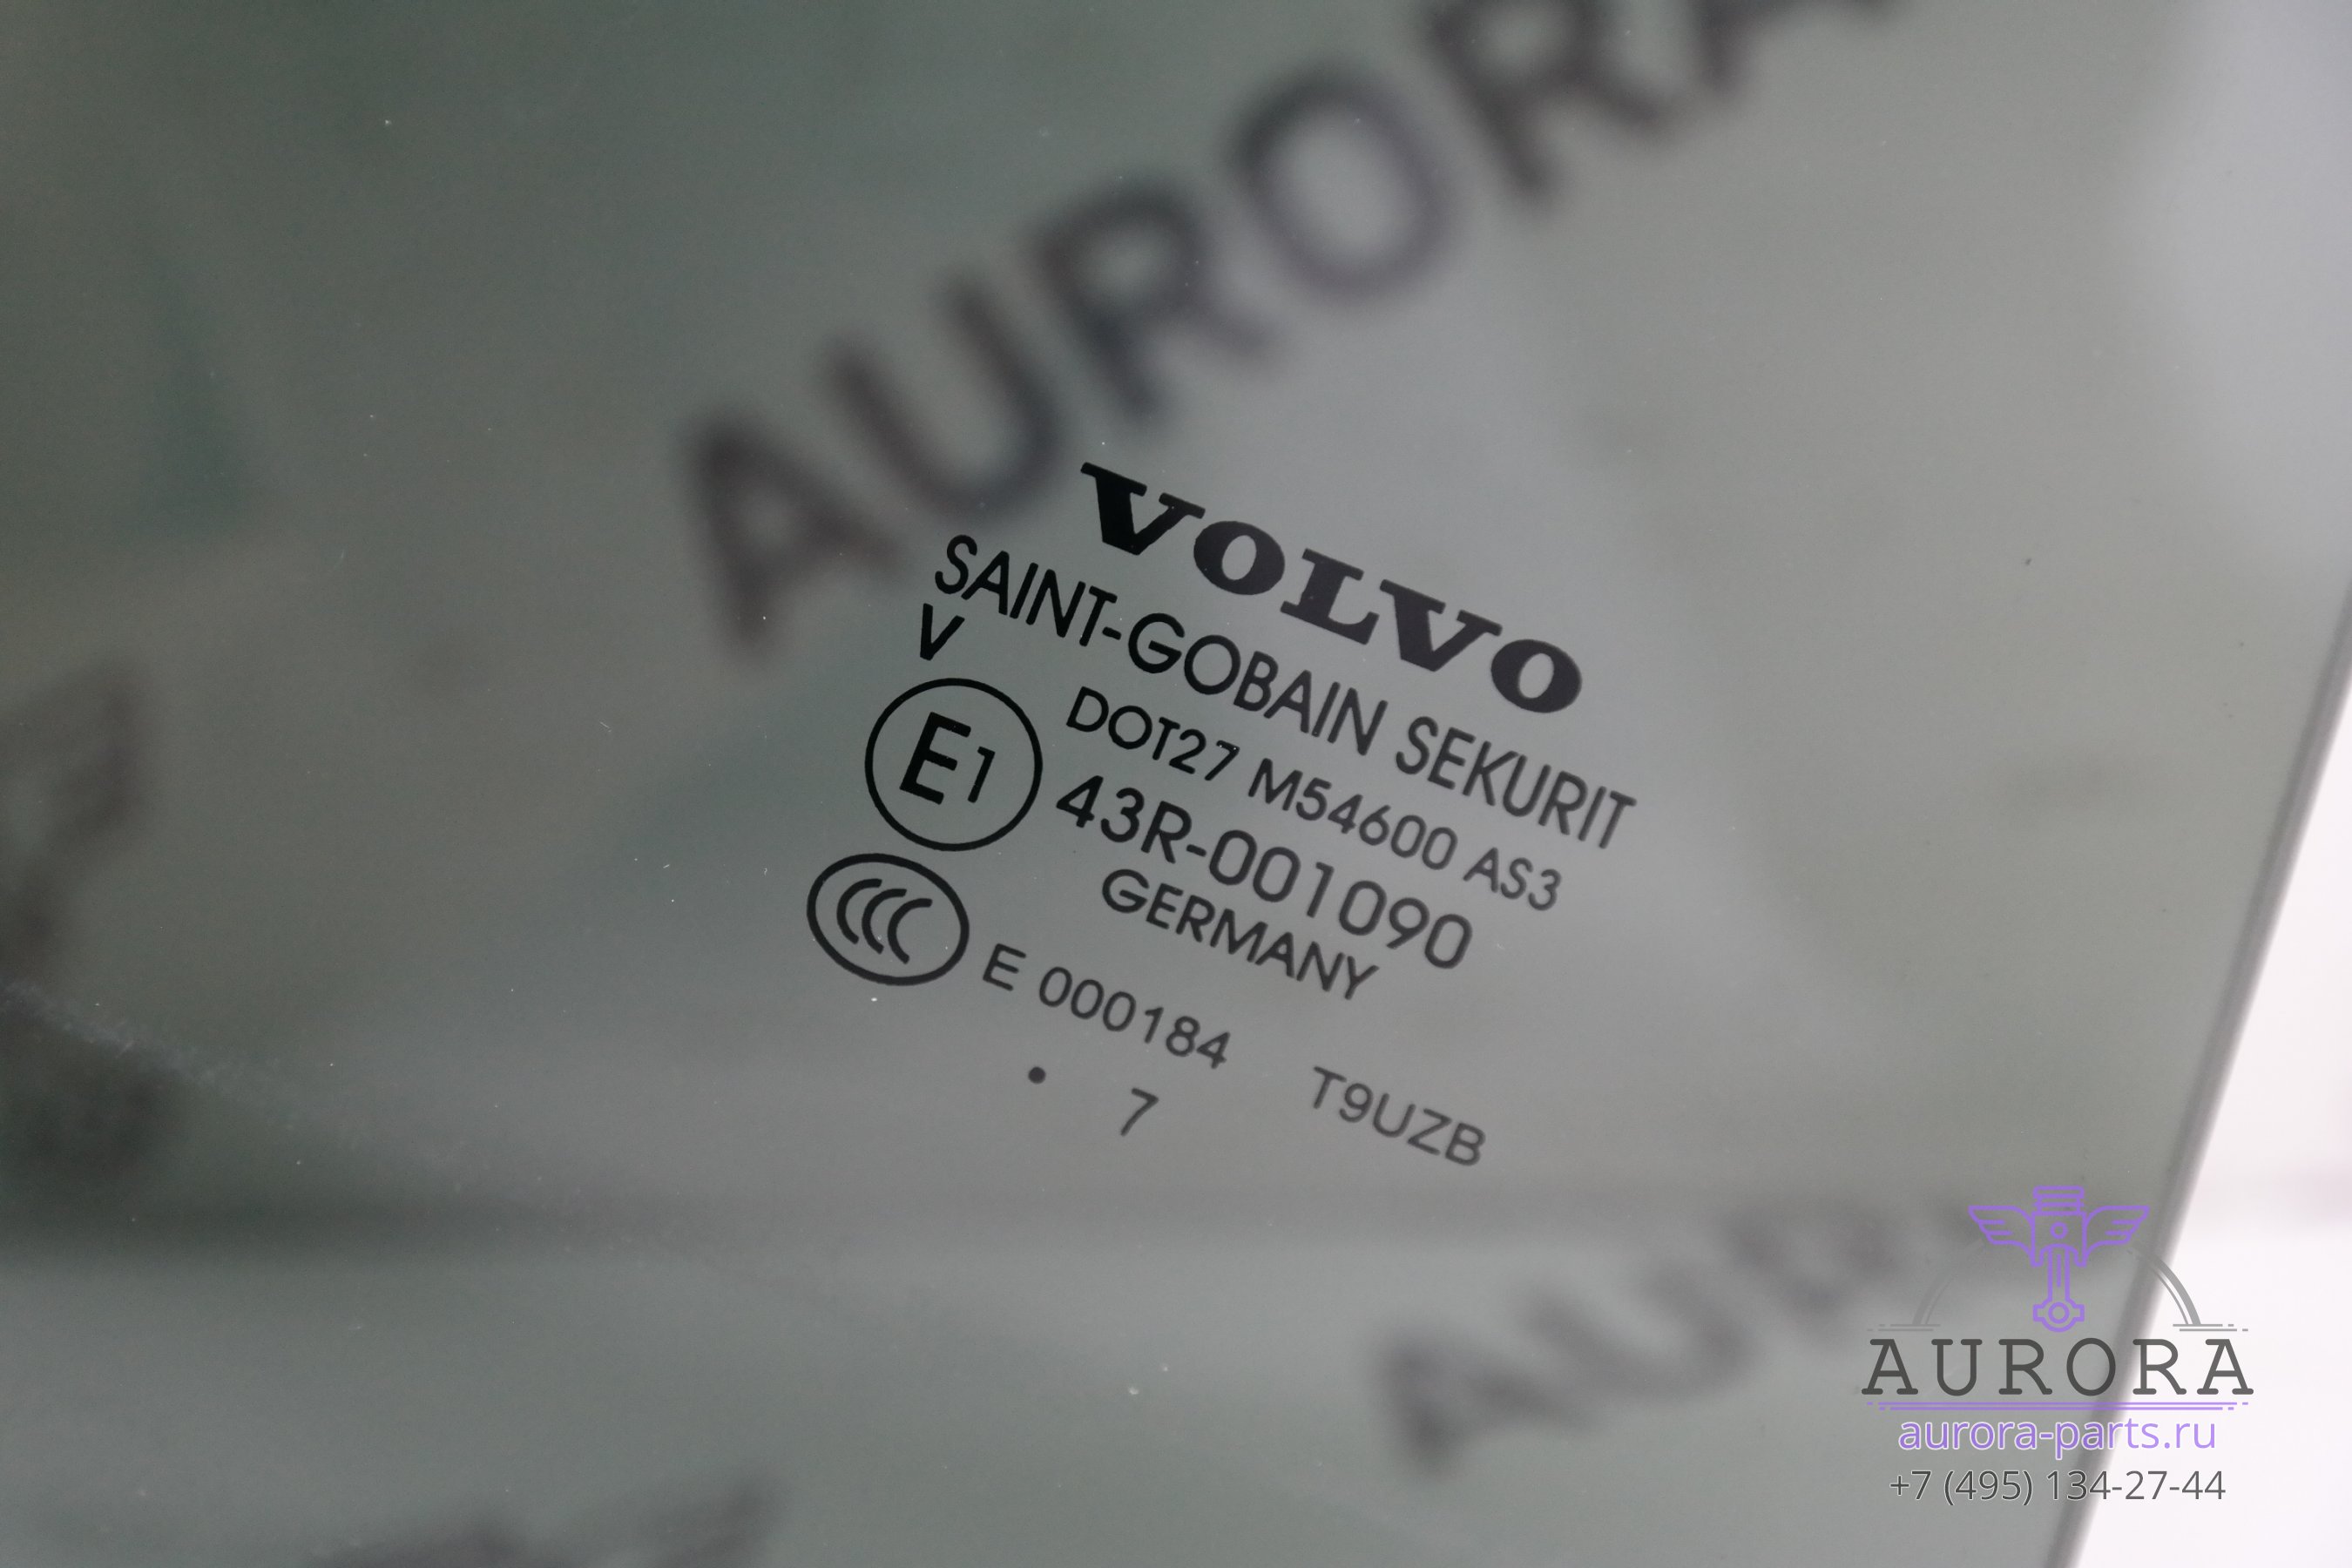 AURORA
VOLVO
SAINT-GOBAIN SEKURIT
V
DOT27 M54600 AS3
E1 43R-001090
GERMANY
CCC E 000184
T9UZB
• 7
AURORA
aurora-parts.ru
+7 (495) 134-27-44